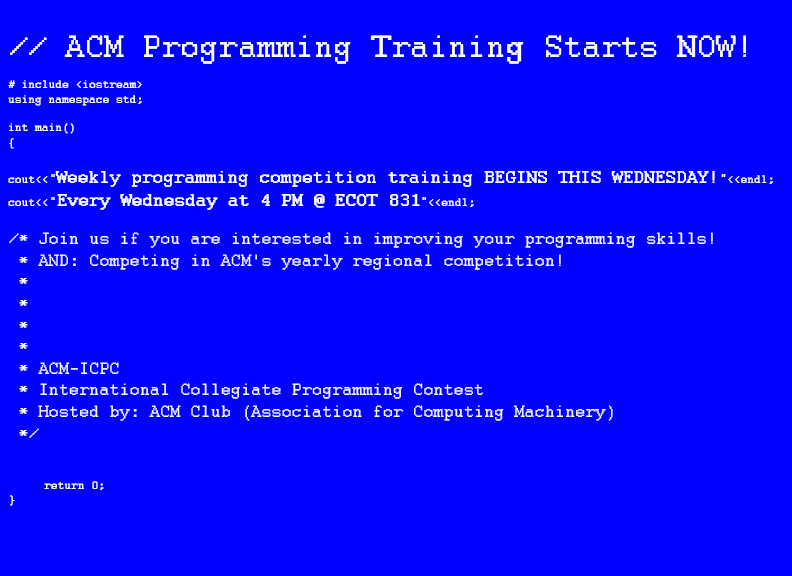 // ACM Programming Training Starts NOW!
# include <iostream>
using namespace std;
int main()
{
cout<<"Weekly programming competition training BEGINS THIS WEDNESDAY!"<<endl;
cout<<"Every Wednesday at 4 PM @ ECOT 831"<<endl;
/* Join us if you are interested in improving your programming skills!
* AND: Competing in ACM's yearly regional competition!
*
*
*
*
* ACM-ICPC
* International Collegiate Programming Contest
* Hosted by: ACM Club (Association for Computing Machinery)
*/
return 0;
}